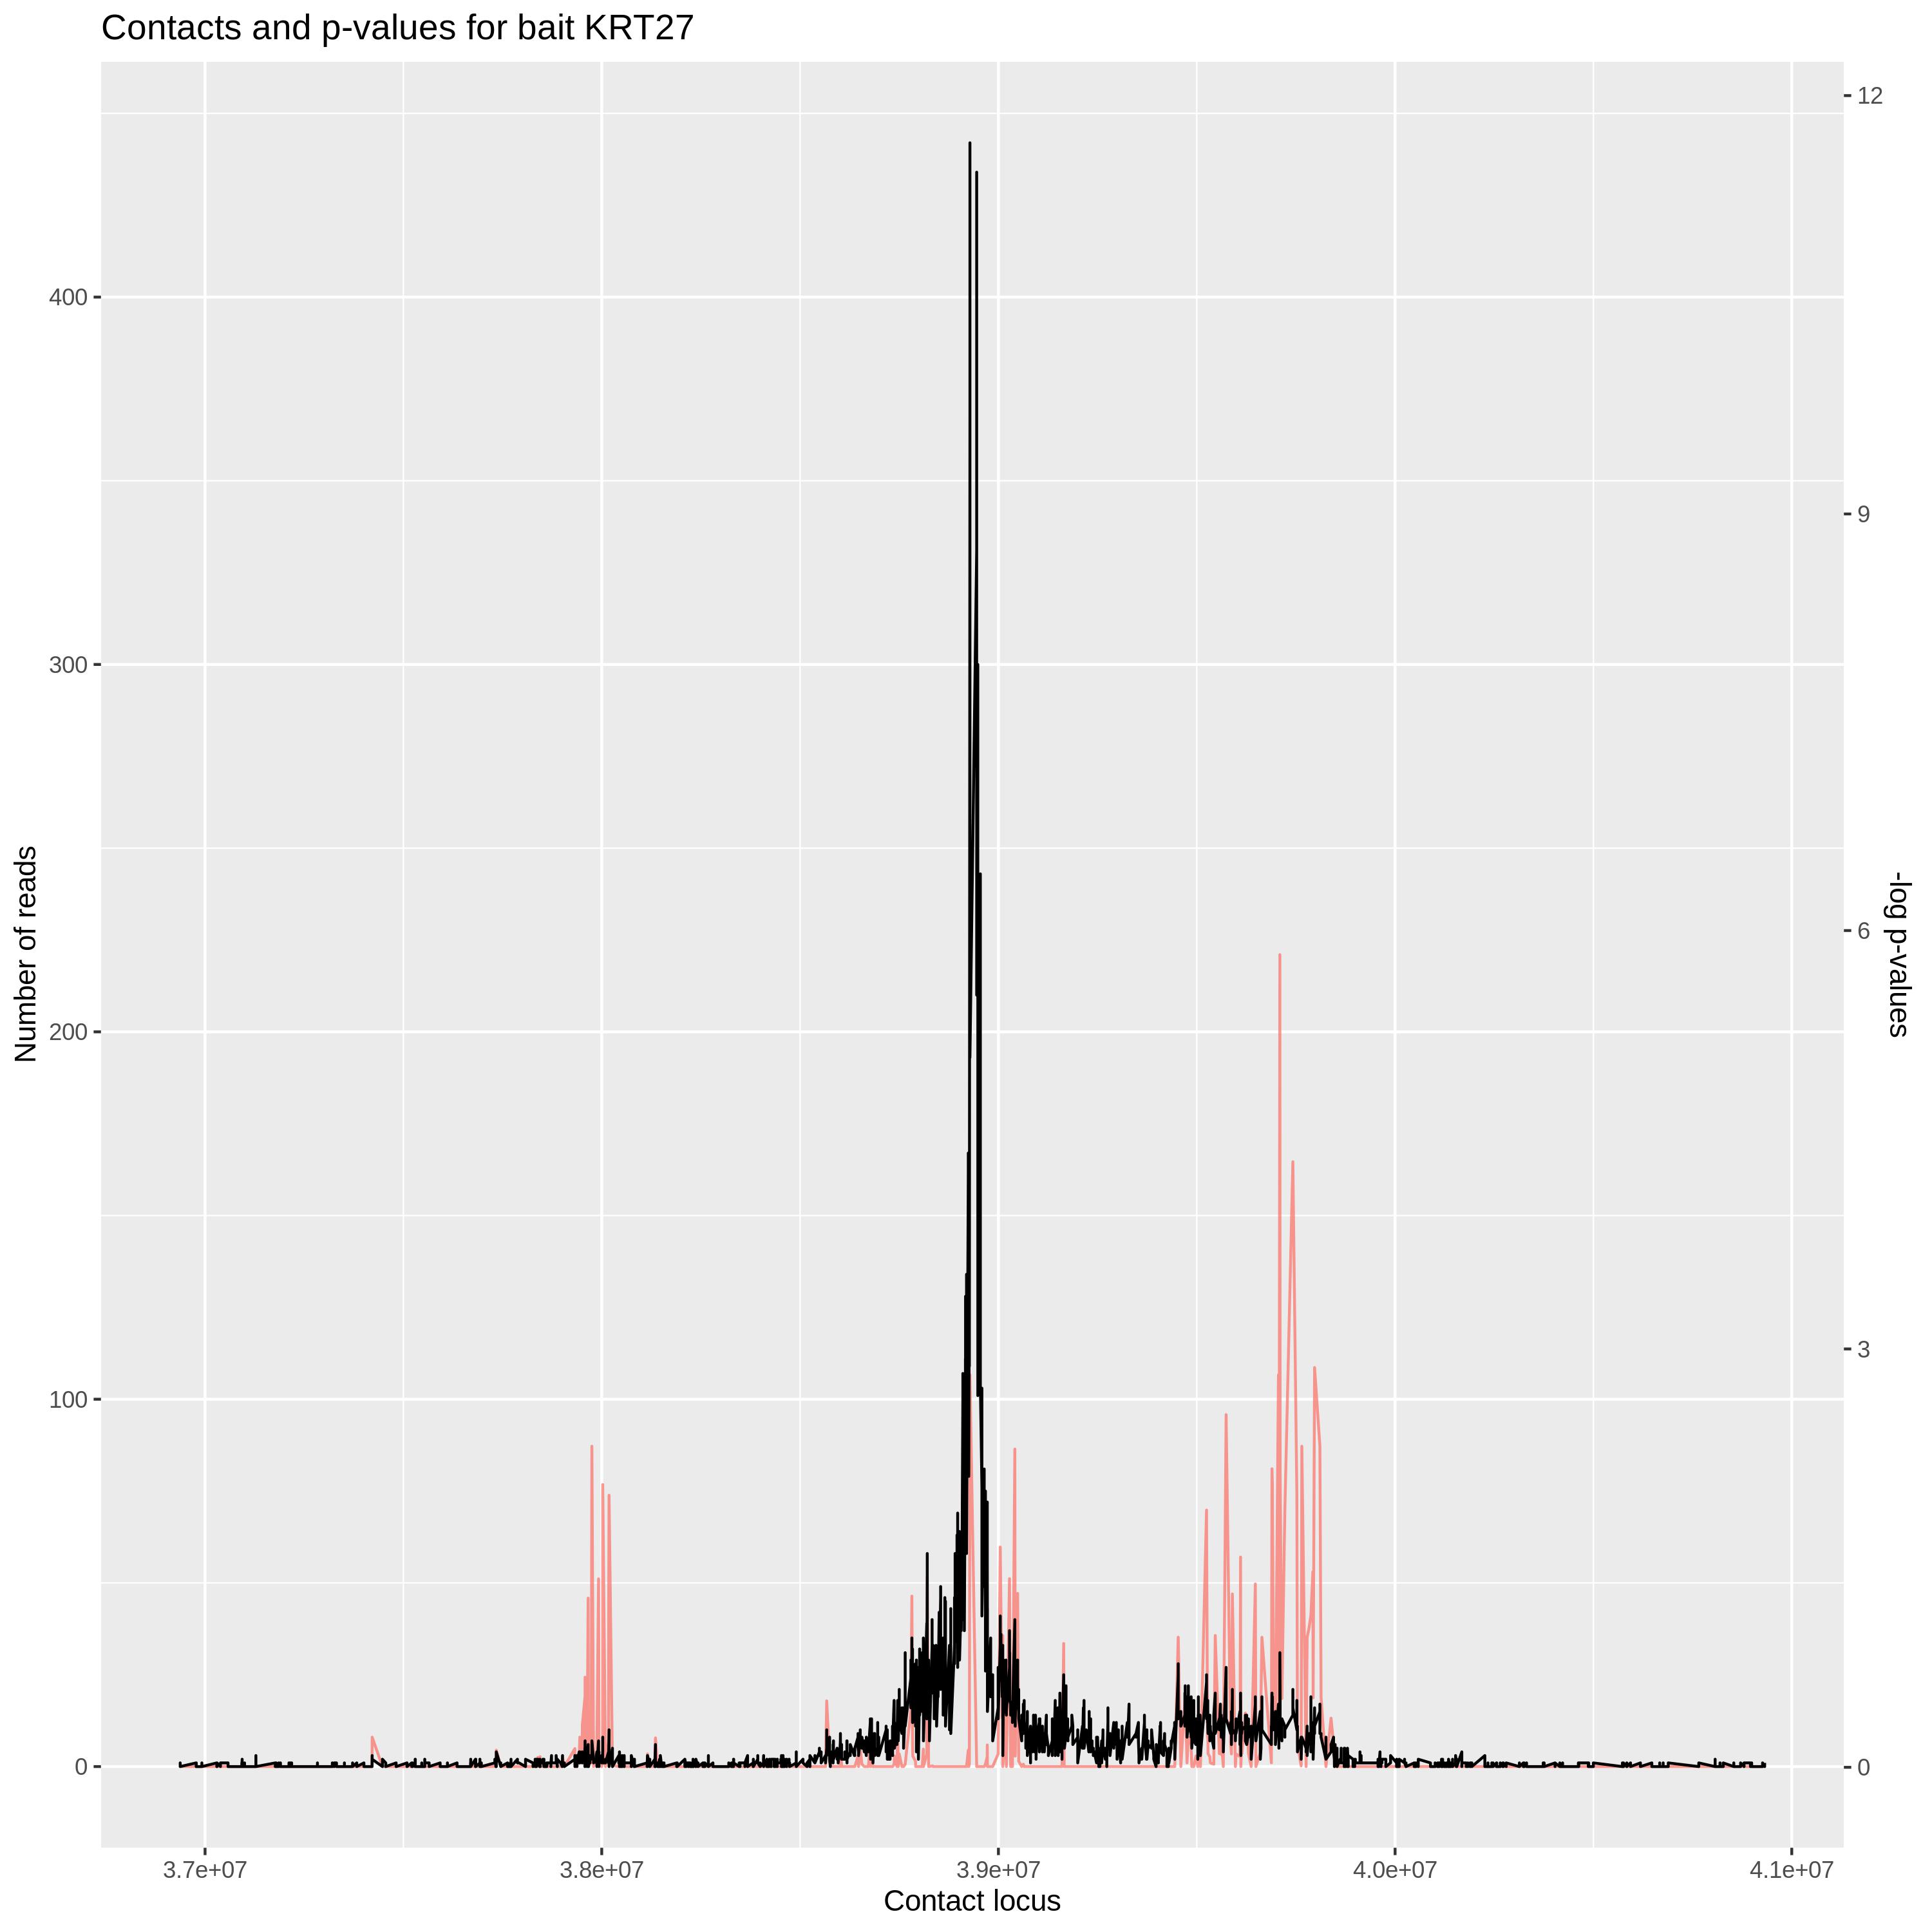 Contacts and p-values for bait KRT27
Number of reads
400
300
200
100
0
12
9
6
3
0
-log p-values
3.7e+07
3.8e+07
3.9e+07
4.0e+07
4.1e+07
Contact locus